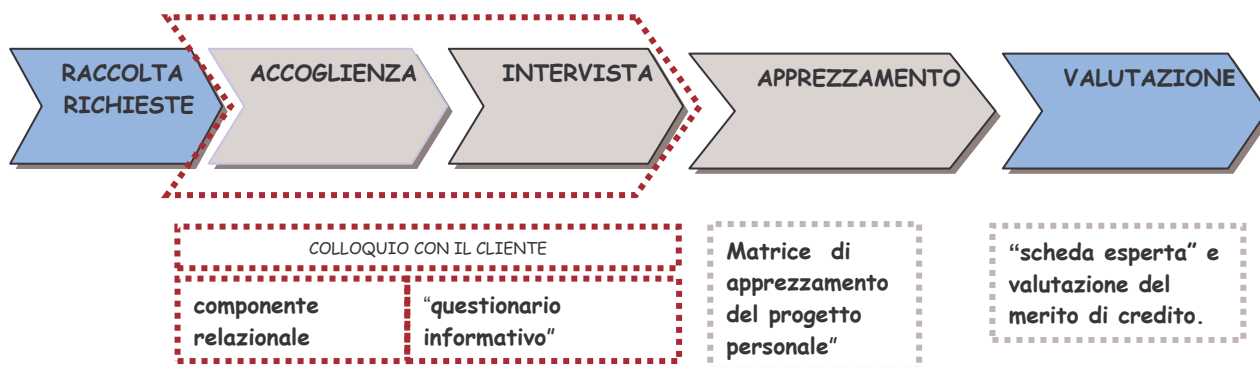 RACCOLTA
RICHIESTE
ACCOGLIENZA
INTERVISTA
APPREZZAMENTO
VALUTAZIONE
COLLOQUIO CON IL CLIENTE
componente
relazionale
“questionario
informativo”
Matrice di
apprezzamento
del progetto
personale”
“scheda esperta” e
valutazione del
merito di credito.